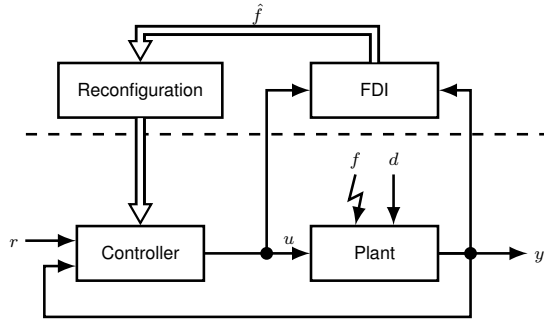 f̂
Reconfiguration
FDI
f
d
r
Controller
u
Plant
y